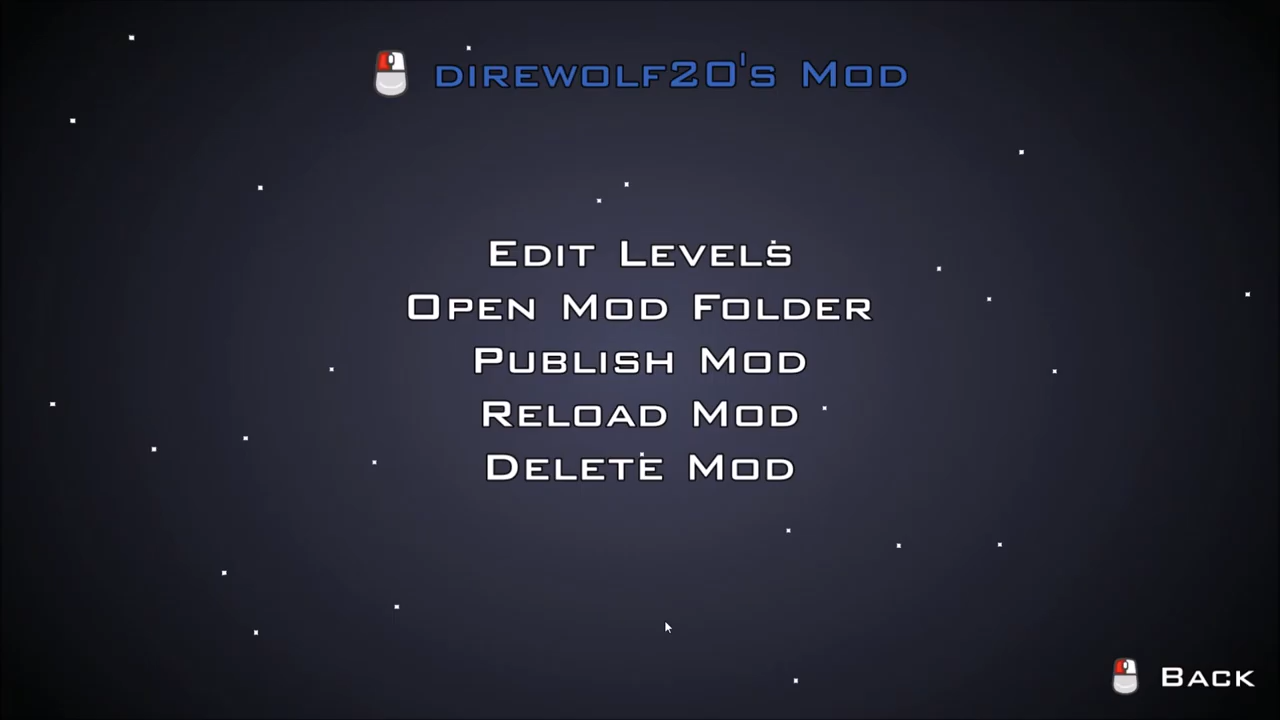 direwolf20's Mod
Edit Levels
Open Mod Folder
Publish Mod
Reload Mod
Delete Mod
Back